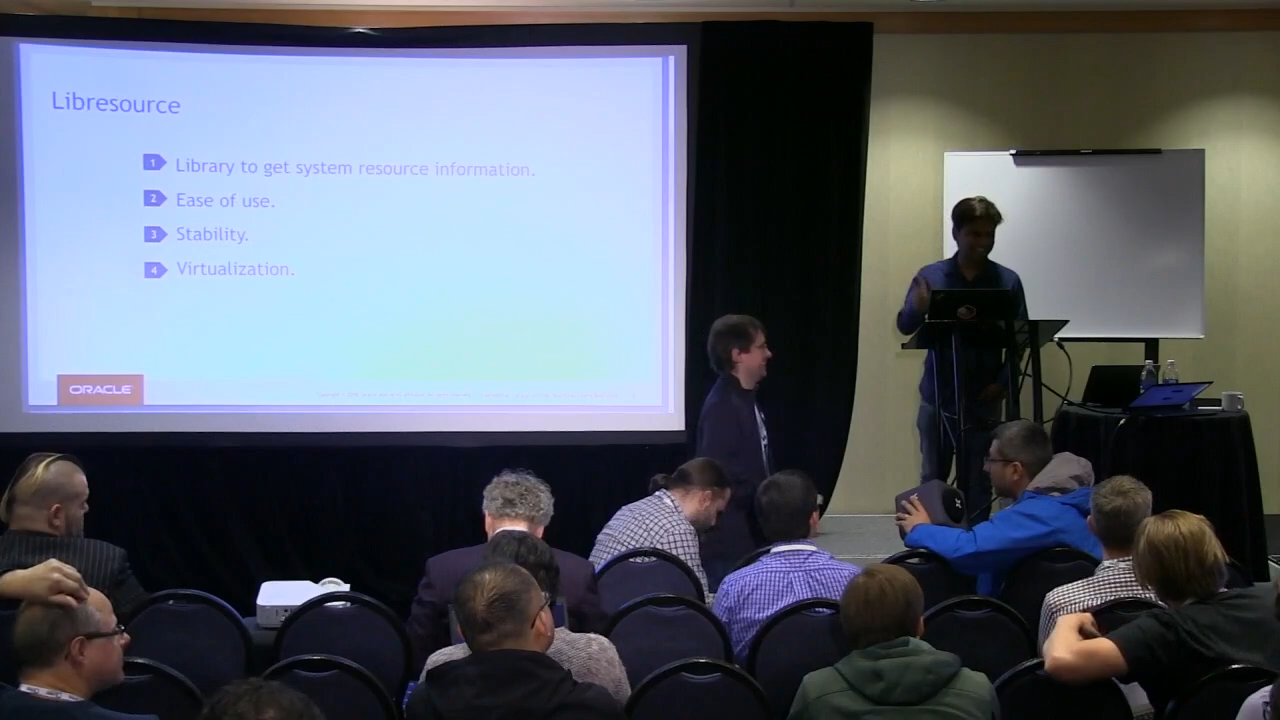 Libresource
1 Library to get system resource information.
2 Ease of use.
3 Stability.
4 Virtualization.
ORACLE